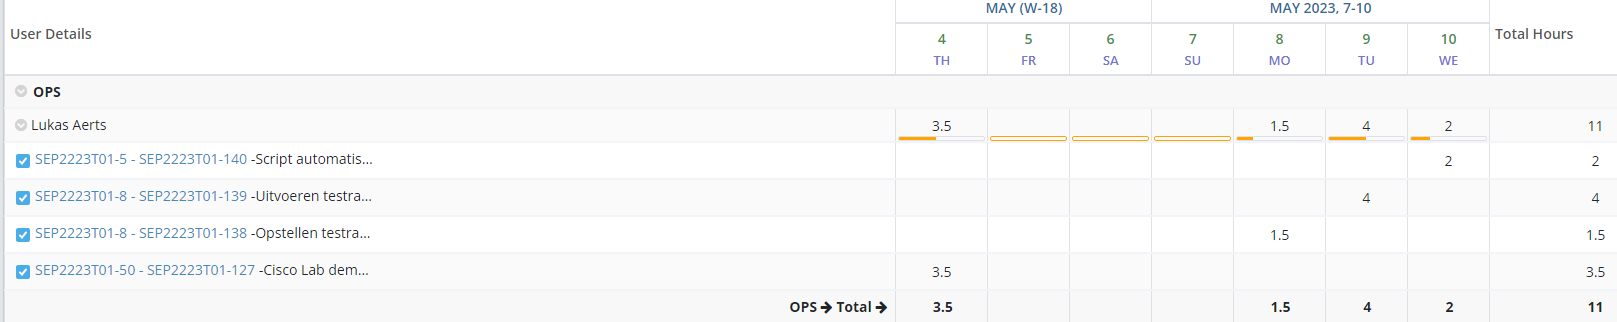 MAY (W-18) MAY 2023, 7-10
User Details 4 5 6 7 8 9 10 Total Hours
TH FR SA SU MO TU WE
OPS
Lukas Aerts 3.5 1.5 4 2 11
SEP2223T01-5 - SEP2223T01-140 -Script automatis... 2 2
SEP2223T01-8 - SEP2223T01-139 -Uitvoeren testra... 4 4
SEP2223T01-8 - SEP2223T01-138 -Opstellen testra... 1.5 1.5
SEP2223T01-50 - SEP2223T01-127 -Cisco Lab dem... 3.5 3.5
OPS → Total → 3.5 1.5 4 2 11